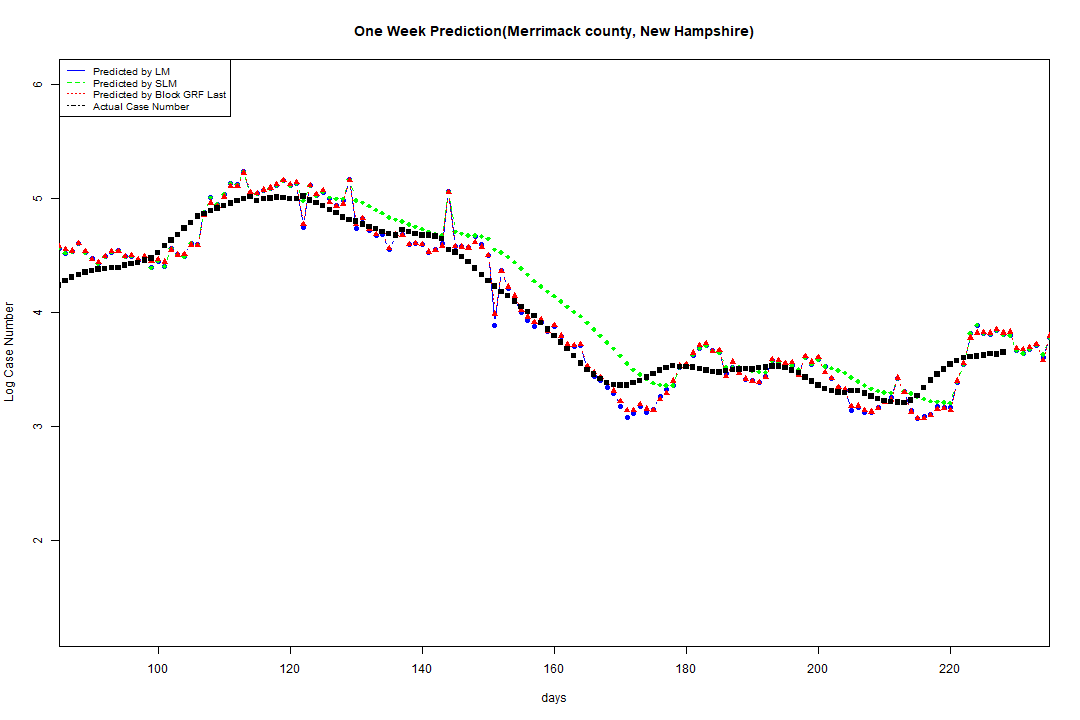 One Week Prediction(Merrimack county, New Hampshire)
Predicted by LM
Predicted by SLM
Predicted by Block GRF Last
Actual Case Number
Log Case Number
6
5
4
3
2
100 120 140 160 180 200 220
days